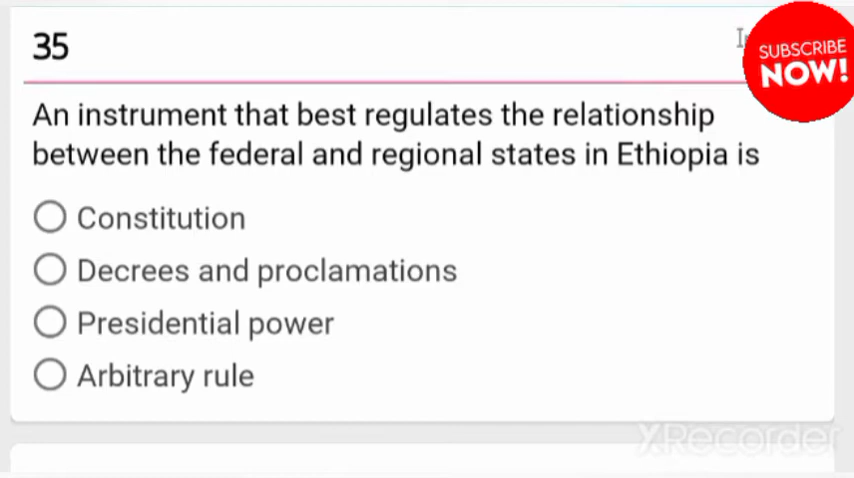 35
SUBSCRIBE
NOW!
An instrument that best regulates the relationship
between the federal and regional states in Ethiopia is
Constitution
Decrees and proclamations
Presidential power
Arbitrary rule
XRecorder